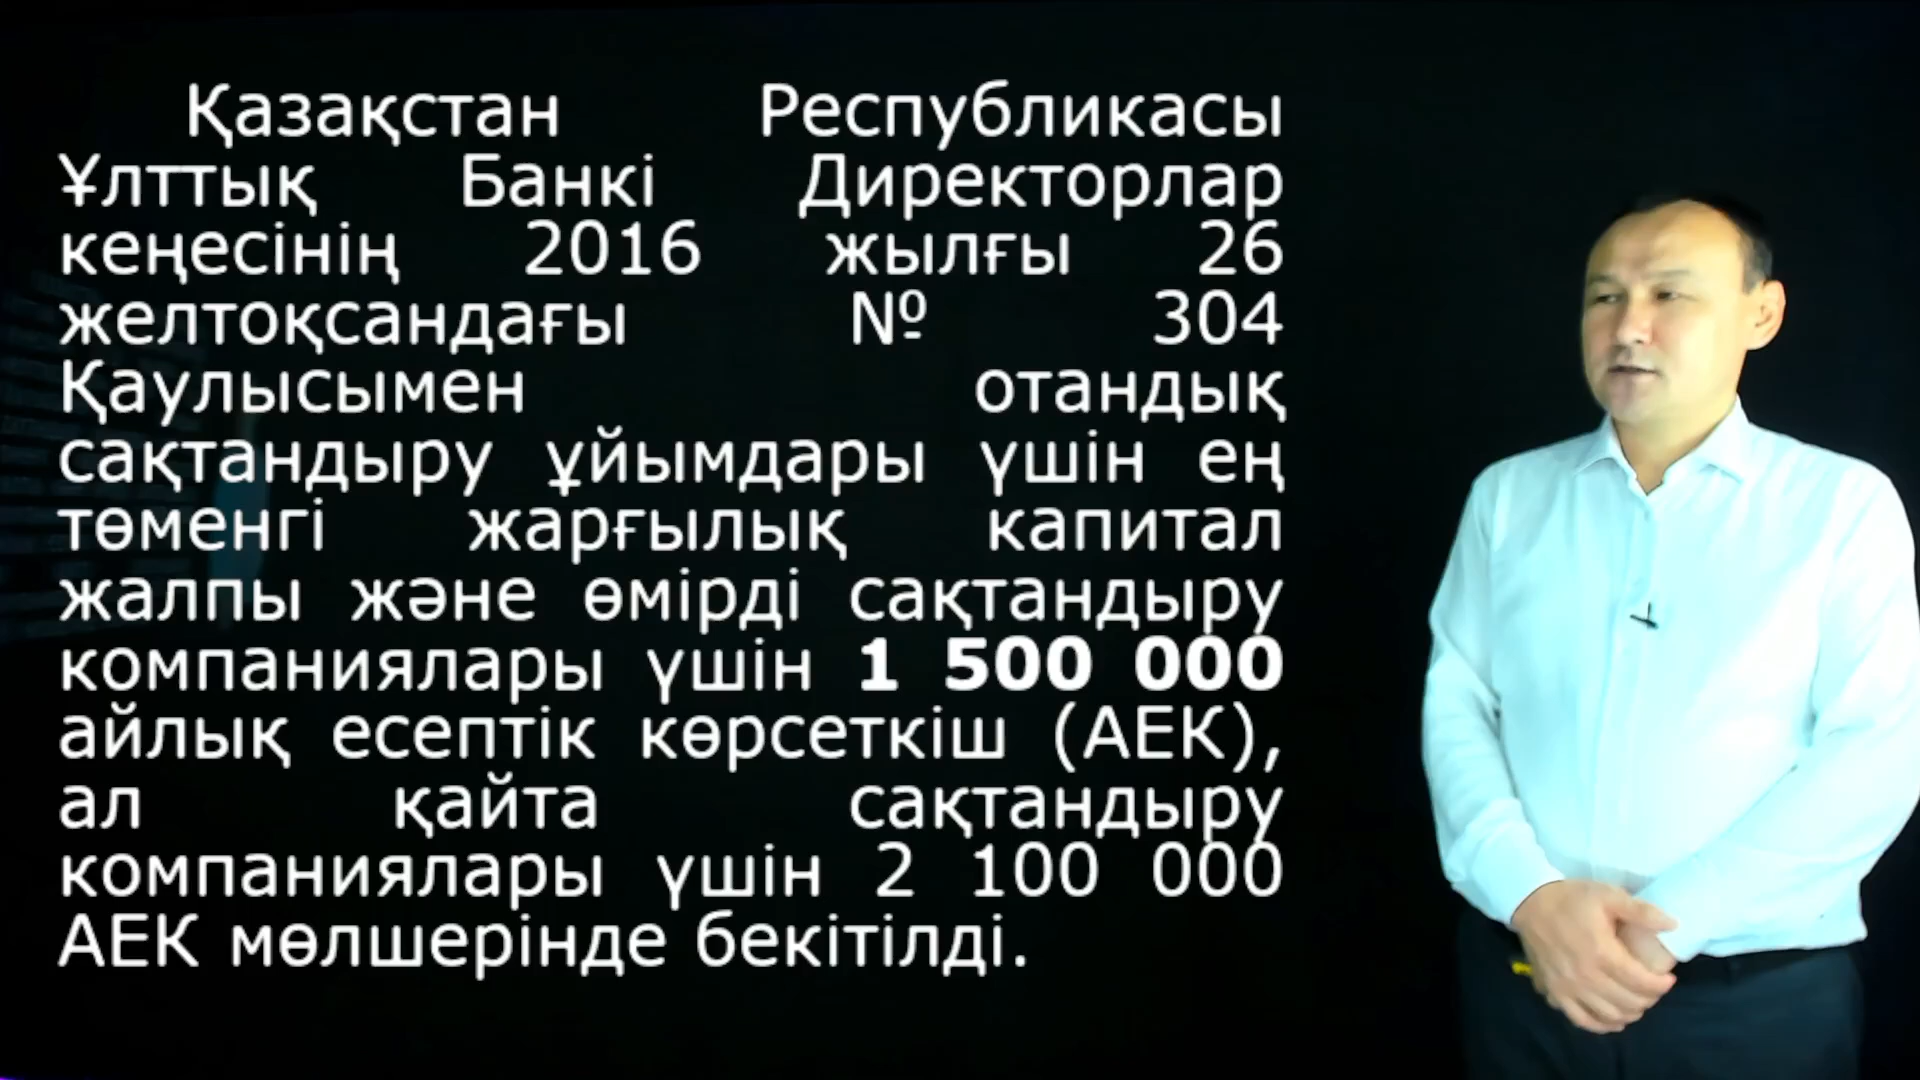 Қазақстан Республикасы
Ұлттық Банкі Директорлар
кеңесінің 2016 жылғы 26
желтоқсандағы № 304
Қаулысымен отандық
сақтандыру ұйымдары үшін ең
төменгі жарғылық капитал
жалпы және өмірді сақтандыру
компаниялары үшін 1 500 000
айлық есептік көрсеткіш (АЕК),
ал қайта сақтандыру
компаниялары үшін 2 100 000
АЕК мөлшерінде бекітілді.